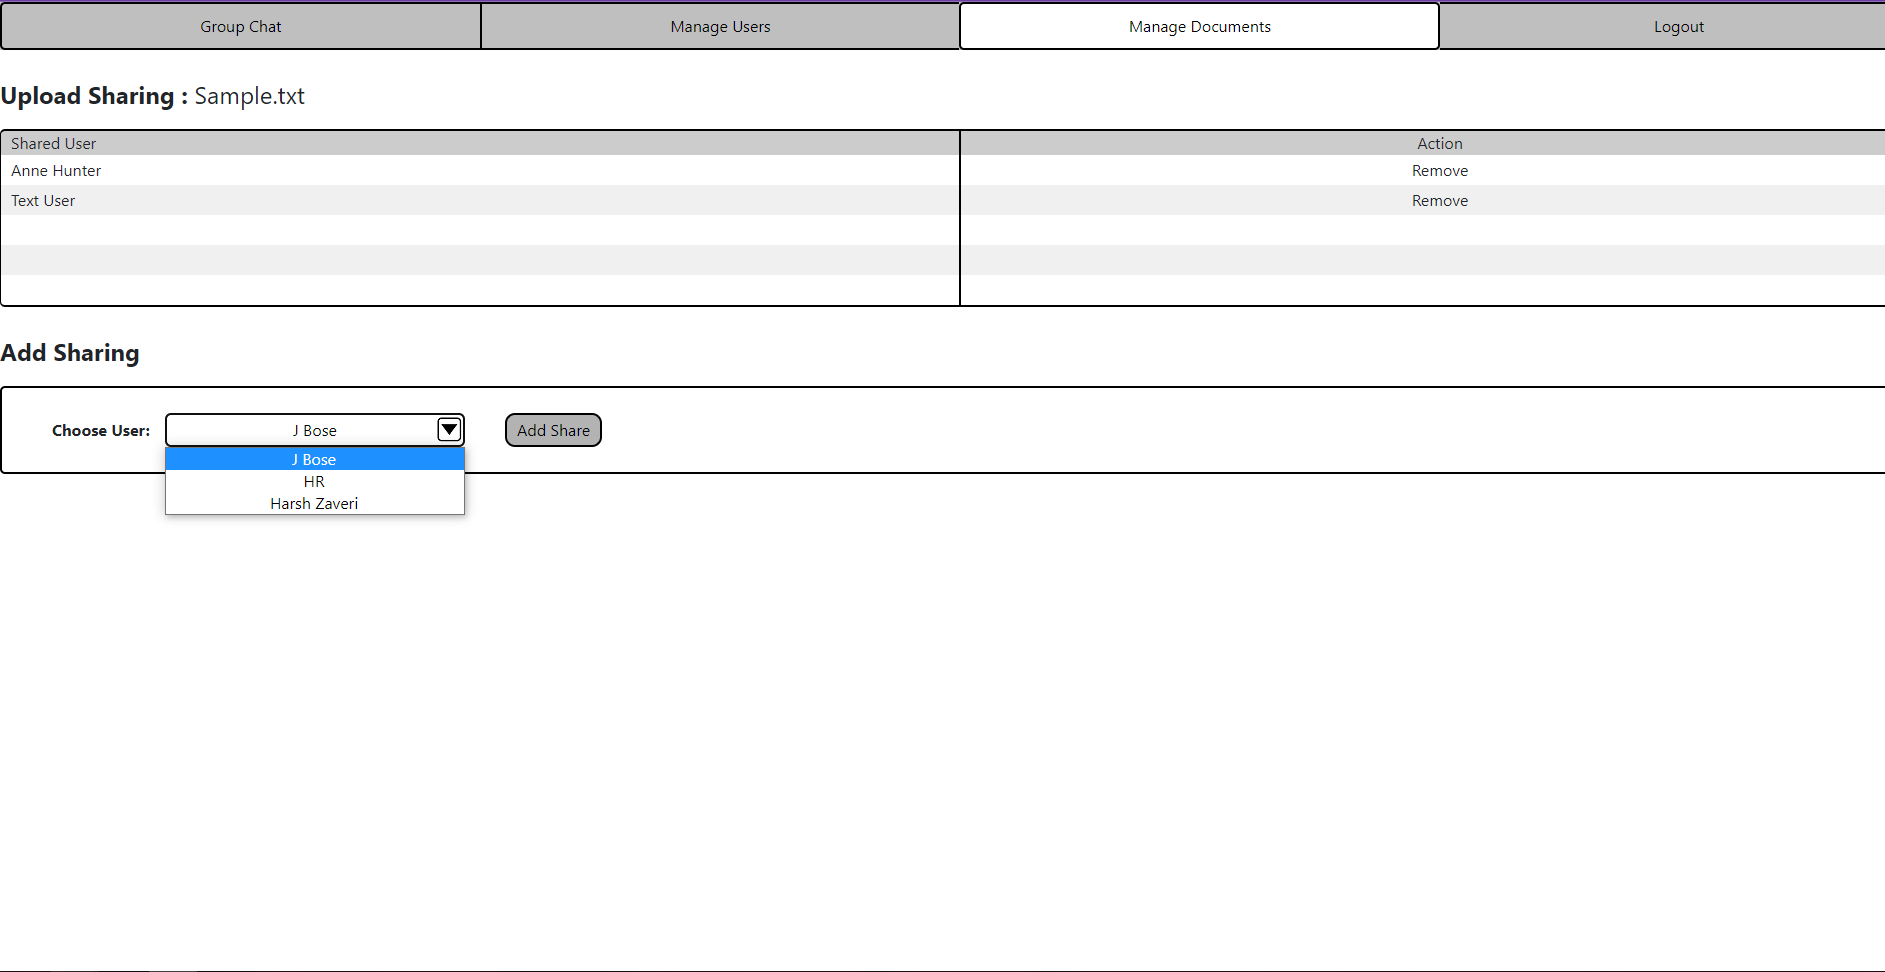 Group Chat Manage Users Manage Documents Logout
Upload Sharing : Sample.txt
Shared User Action
Anne Hunter Remove
Text User Remove
Add Sharing
Choose User: J Bose Add Share
J Bose
HR
Harsh Zaveri